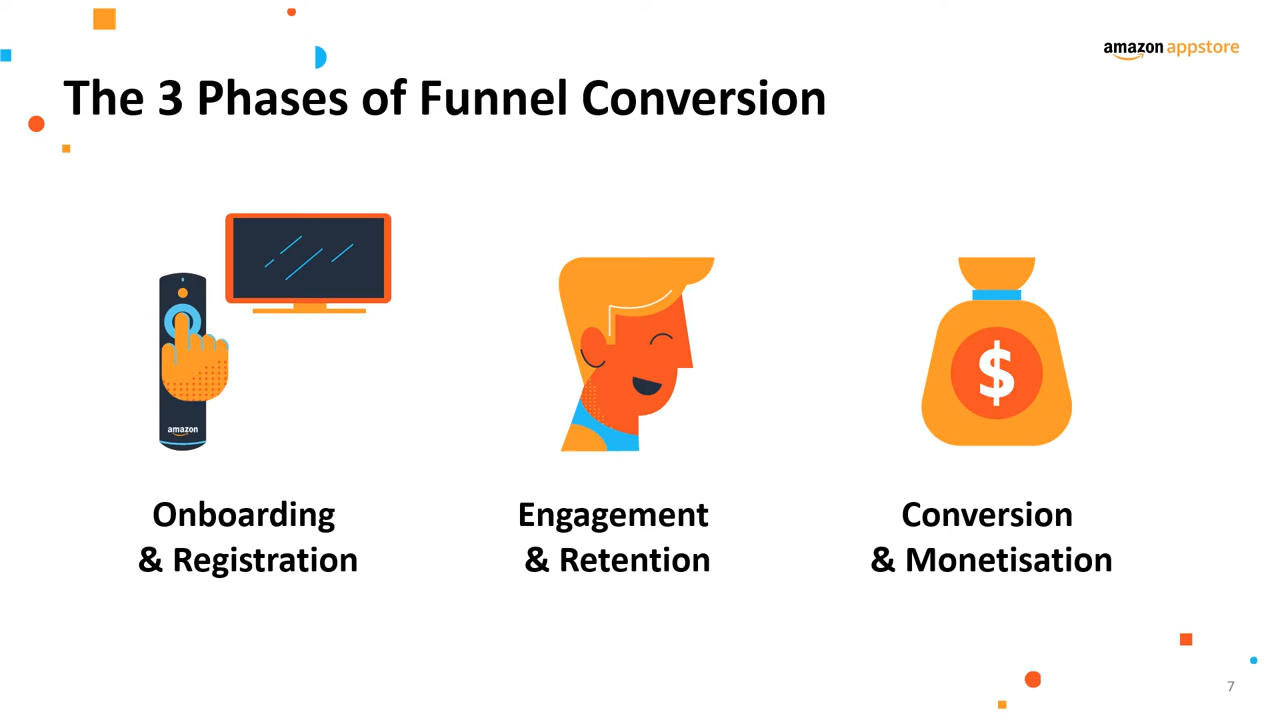 amazon appstore
The 3 Phases of Funnel Conversion
amazon
$
Onboarding
& Registration
Engagement
& Retention
Conversion
& Monetisation
7